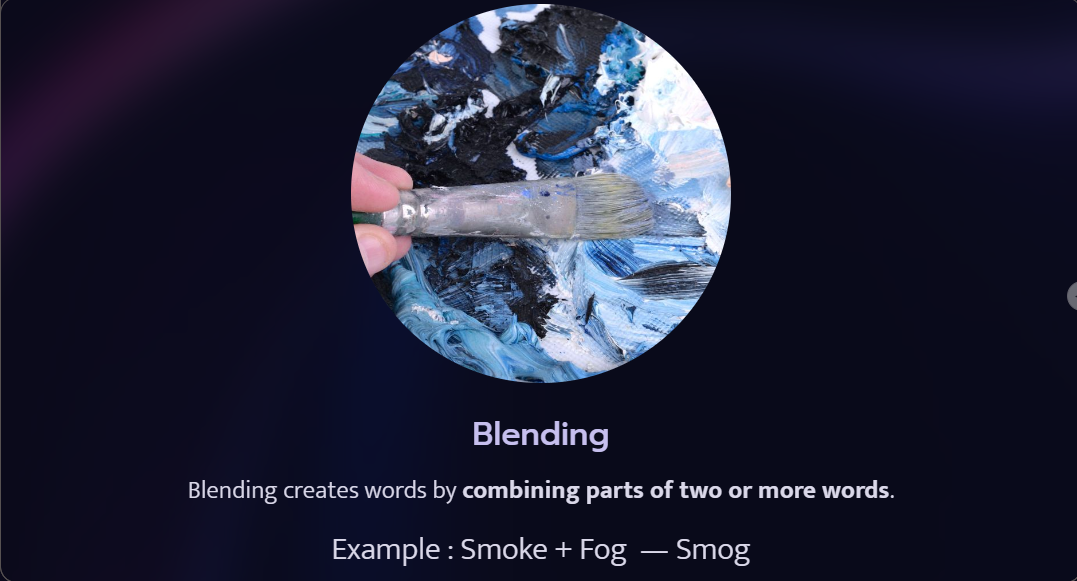 Blending
Blending creates words by combining parts of two or more words.
Example : Smoke + Fog — Smog